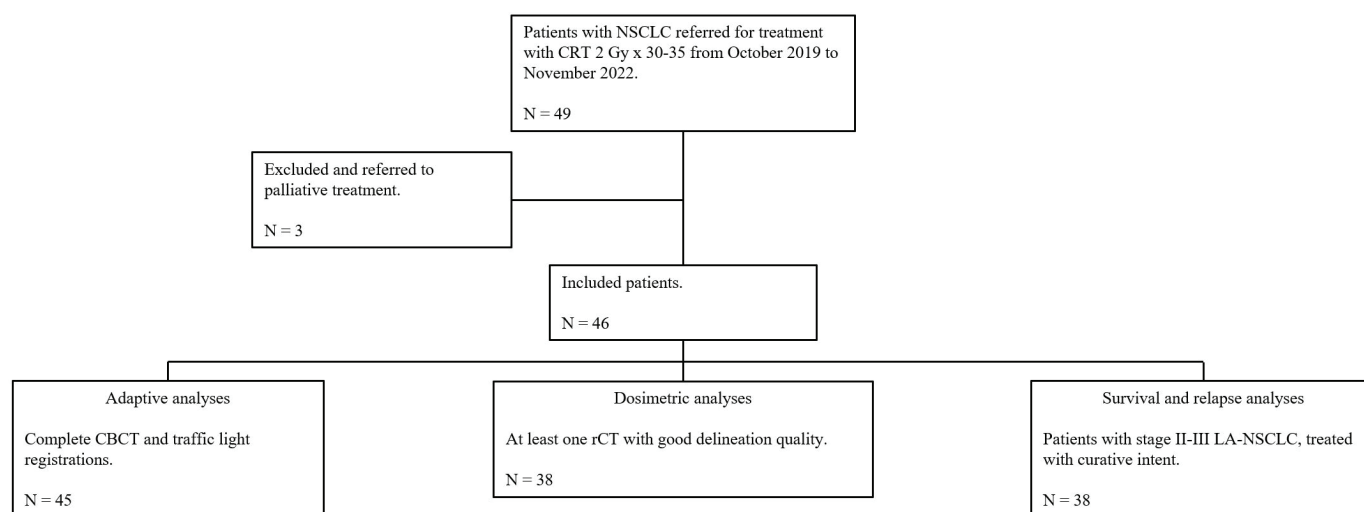 Patients with NSCLC referred for treatment
with CRT 2 Gy x 30-35 from October 2019 to
November 2022.
N = 49
Excluded and referred to
palliative treatment.
N = 3
Included patients.
N = 46
Adaptive analyses
Complete CBCT and traffic light
registrations.
N = 45
Dosimetric analyses
At least one rCT with good delineation quality.
N = 38
Survival and relapse analyses
Patients with stage II-III LA-NSCLC, treated
with curative intent.
N = 38